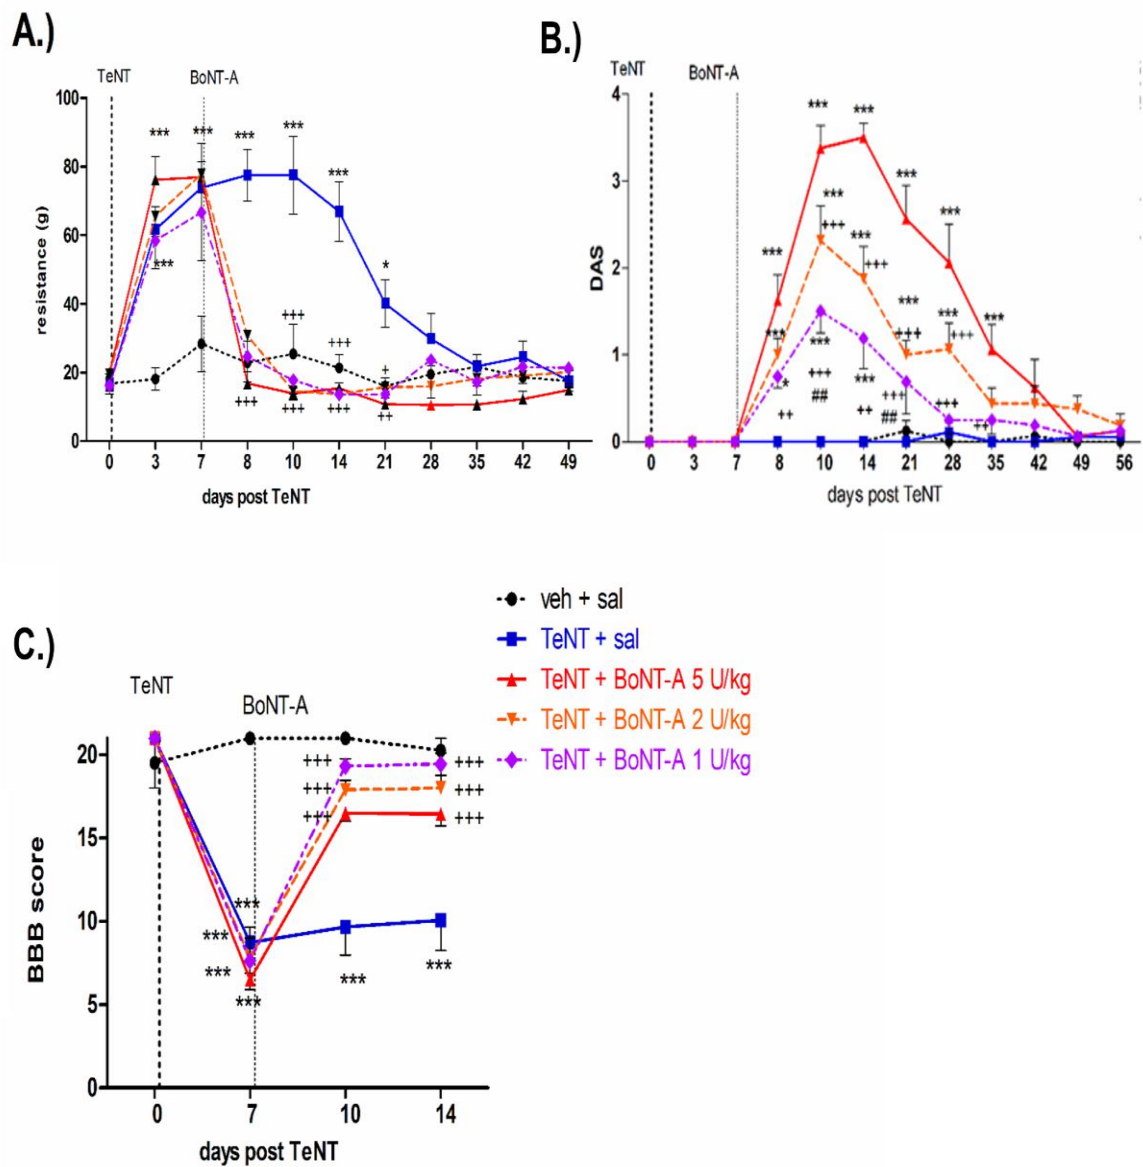 A.)
TeNT
BoNT-A
resistance (g)
100
80
60
40
20
0
***
***
***
***
***
***
*
+++
+++
+
+++
+++
+++
++
0 3 7 8 10 14 21 28 35 42 49
days post TeNT
B.)
TeNT
BoNT-A
DAS
4
3
2
1
0
***
***
***
***
***
***
+++
***
+++
***
***
***
+++
+++
***
***
*
+++
***
+++
++
##
++
##
+++
++
0 3 7 8 10 14 21 28 35 42 49 56
days post TeNT
veh + sal
TeNT + sal
TeNT + BoNT-A 5 U/kg
TeNT + BoNT-A 2 U/kg
TeNT + BoNT-A 1 U/kg
C.)
TeNT
BoNT-A
BBB score
20
15
10
5
0
+++
+++
+++
+++
+++
+++
***
***
***
***
***
***
0 7 10 14
days post TeNT